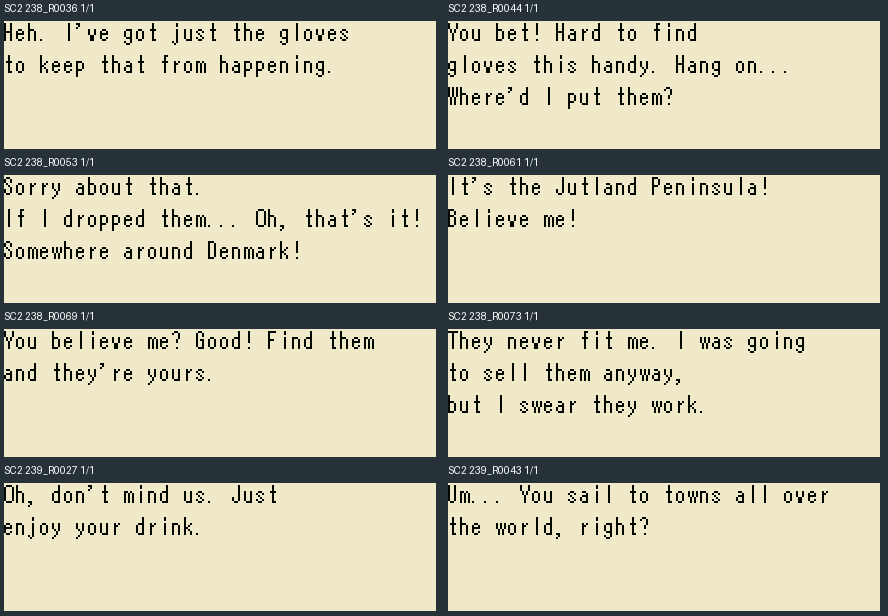 SC2 238_R0036 1/1
Heh. I've got just the gloves
to keep that from happening.
SC2 238_R0044 1/1
You bet! Hard to find
gloves this handy. Hang on...
Where'd I put them?
SC2 238_R0053 1/1
Sorry about that.
If I dropped them... Oh, that's it!
Somewhere around Denmark!
SC2 238_R0061 1/1
It's the Jutland Peninsula!
Believe me!
SC2 238_R0069 1/1
You believe me? Good! Find them
and they're yours.
SC2 238_R0073 1/1
They never fit me. I was going
to sell them anyway,
but I swear they work.
SC2 239_R0027 1/1
Oh, don't mind us. Just
enjoy your drink.
SC2 239_R0043 1/1
Um... You sail to towns all over
the world, right?